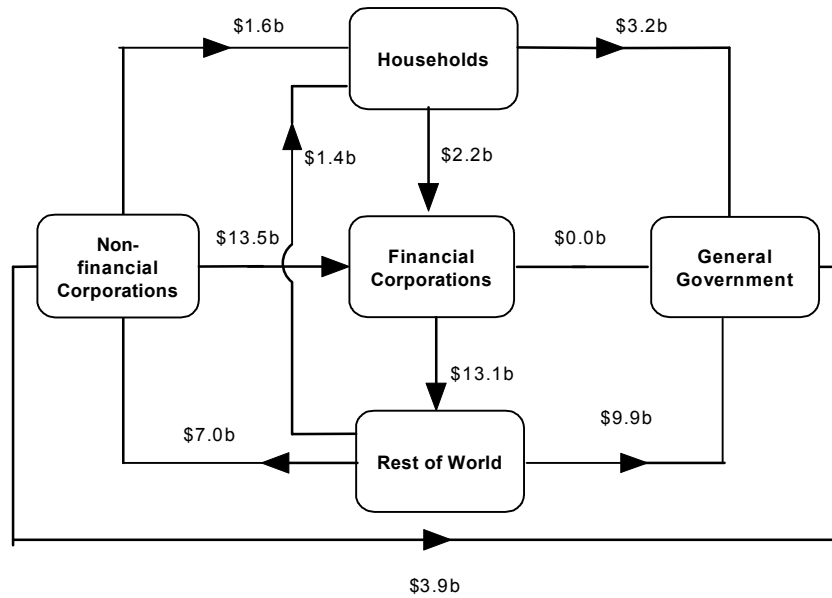 $1.6b
$3.2b
Households
$1.4b
$2.2b
Non-
financial
Corporations
$13.5b
Financial
Corporations
$0.0b
General
Government
$13.1b
$7.0b
$9.9b
Rest of World
$3.9b